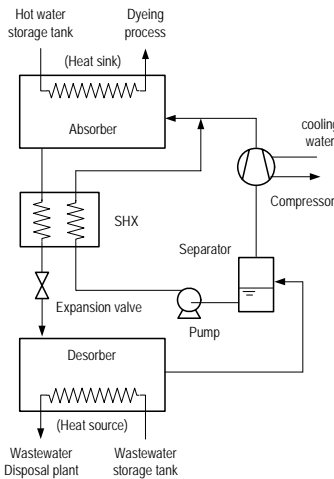 Hot water
storage tank
Dyeing
process
(Heat sink)
Absorber
cooling
water
Compressor
SHX
Separator
Expansion valve
Pump
Desorber
(Heat source)
Wastewater
Disposal plant
Wastewater
storage tank